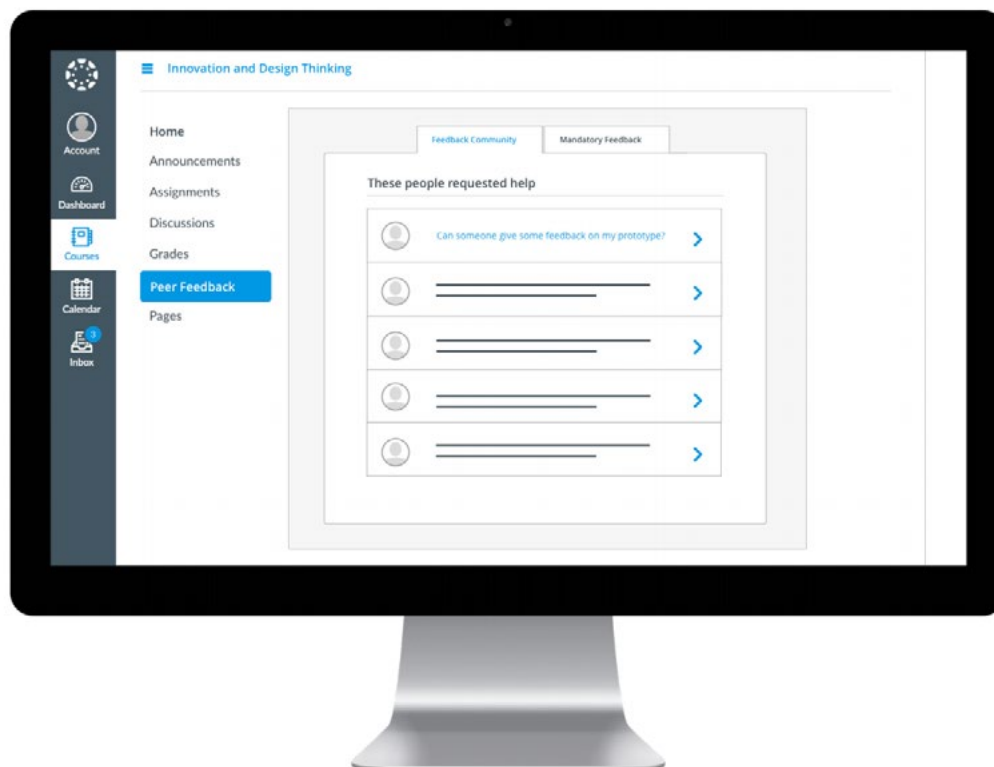 Innovation and Design Thinking
Account
Dashboard
Courses
Calendar
3
Inbox
Home
Announcements
Assignments
Discussions
Grades
Peer Feedback
Pages
Feedback Community
Mandatory Feedback
These people requested help
Can someone give some feedback on my prototype?